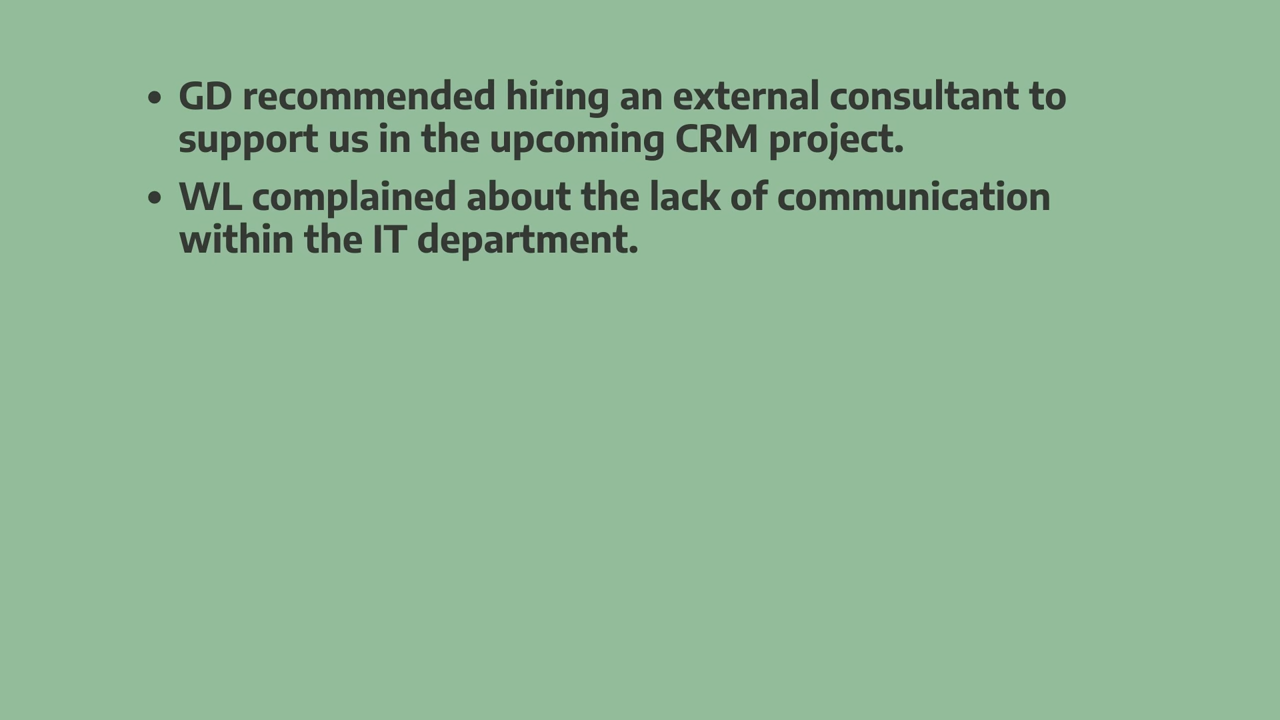 • GD recommended hiring an external consultant to
support us in the upcoming CRM project.
• WL complained about the lack of communication
within the IT department.